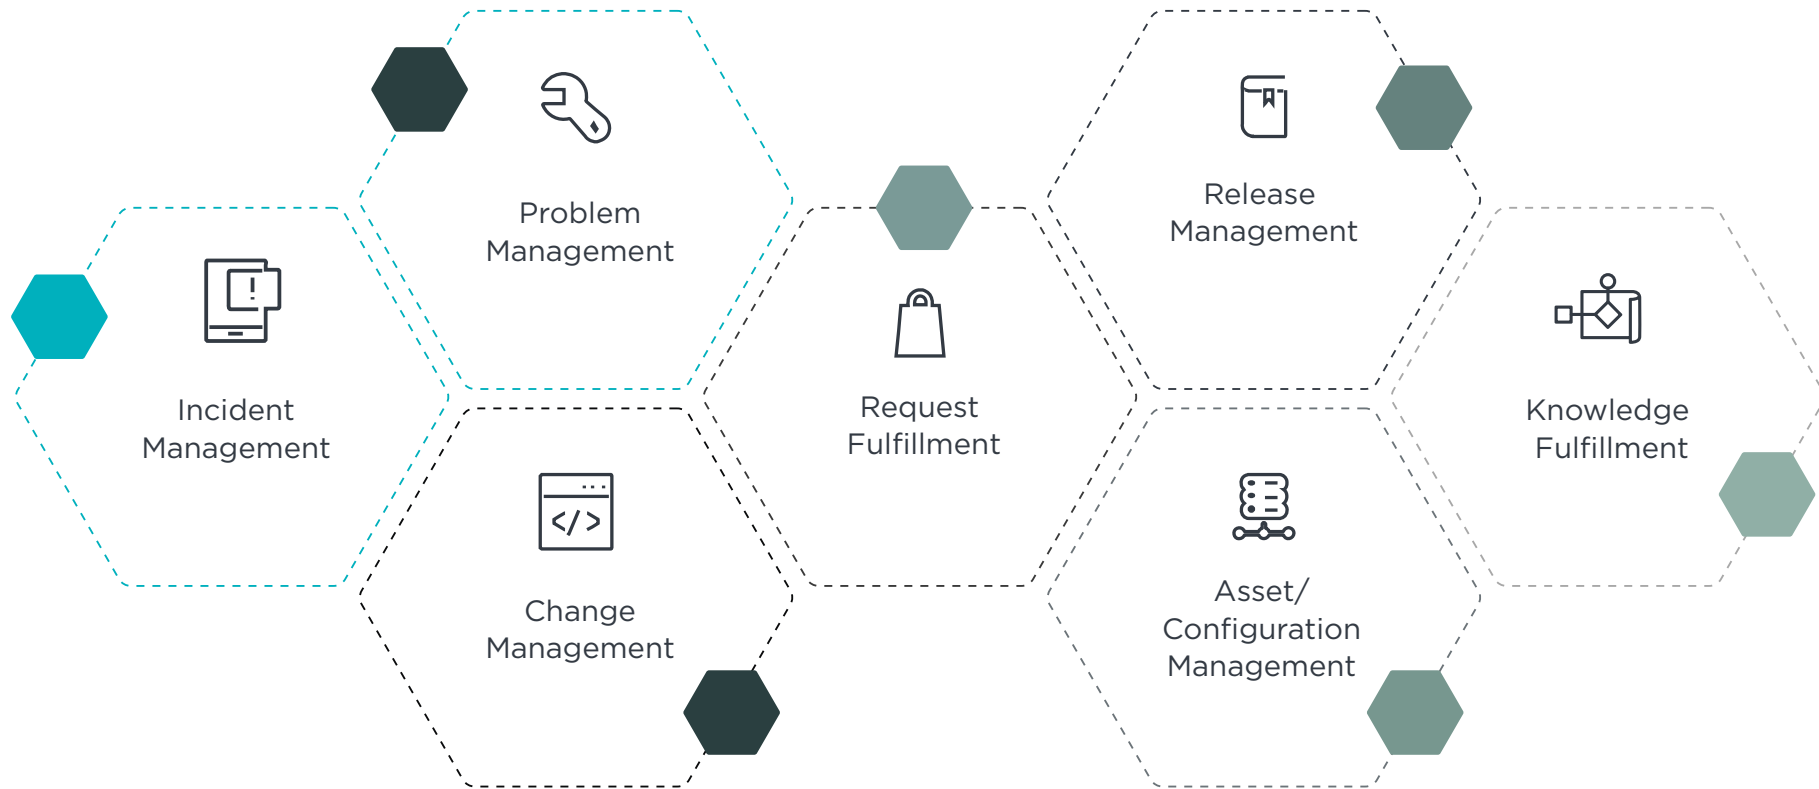 Problem
Management
Release
Management
Incident
Management
!
Request
Fulfillment
Knowledge
Fulfillment
</>
Change
Management
Asset/
Configuration
Management